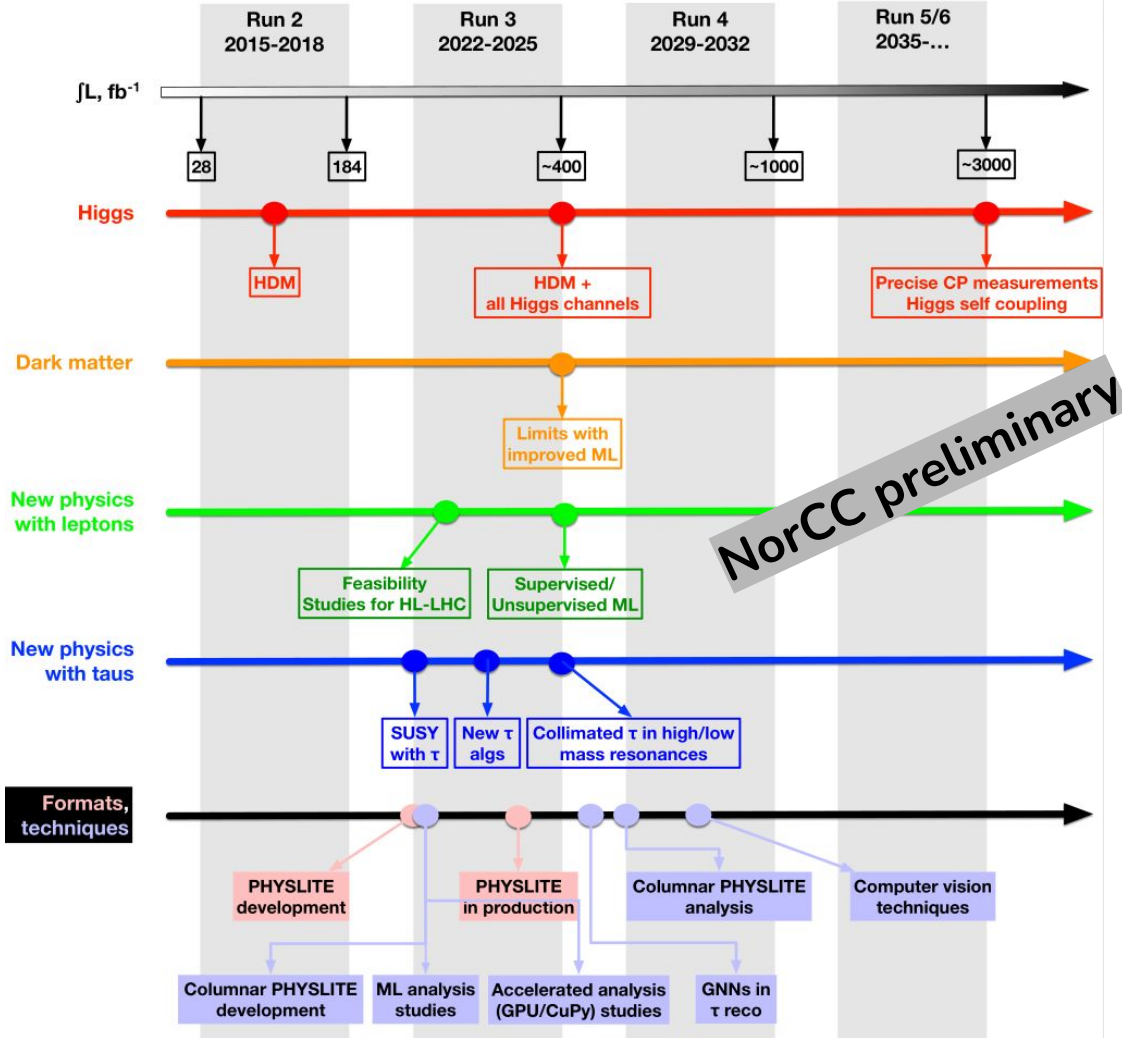 Run 2
2015-2018
Run 3
2022-2025
Run 4
2029-2032
Run 5/6
2035-...
∫L, fb⁻¹
28
184
~400
~1000
~3000
Higgs
HDM
HDM +
all Higgs channels
Precise CP measurements
Higgs self coupling
Dark matter
Limits with
improved ML
NorCC preliminary
New physics
with leptons
Feasibility
Studies for HL-LHC
Supervised/
Unsupervised ML
New physics
with taus
SUSY
with τ
New τ
algs
Collimated τ in high/low
mass resonances
Formats,
techniques
PHYSLITE
development
PHYSLITE
in production
Columnar PHYSLITE
analysis
Computer vision
techniques
Columnar PHYSLITE
development
ML analysis
studies
Accelerated analysis
(GPU/CuPy) studies
GNNs in
τ reco